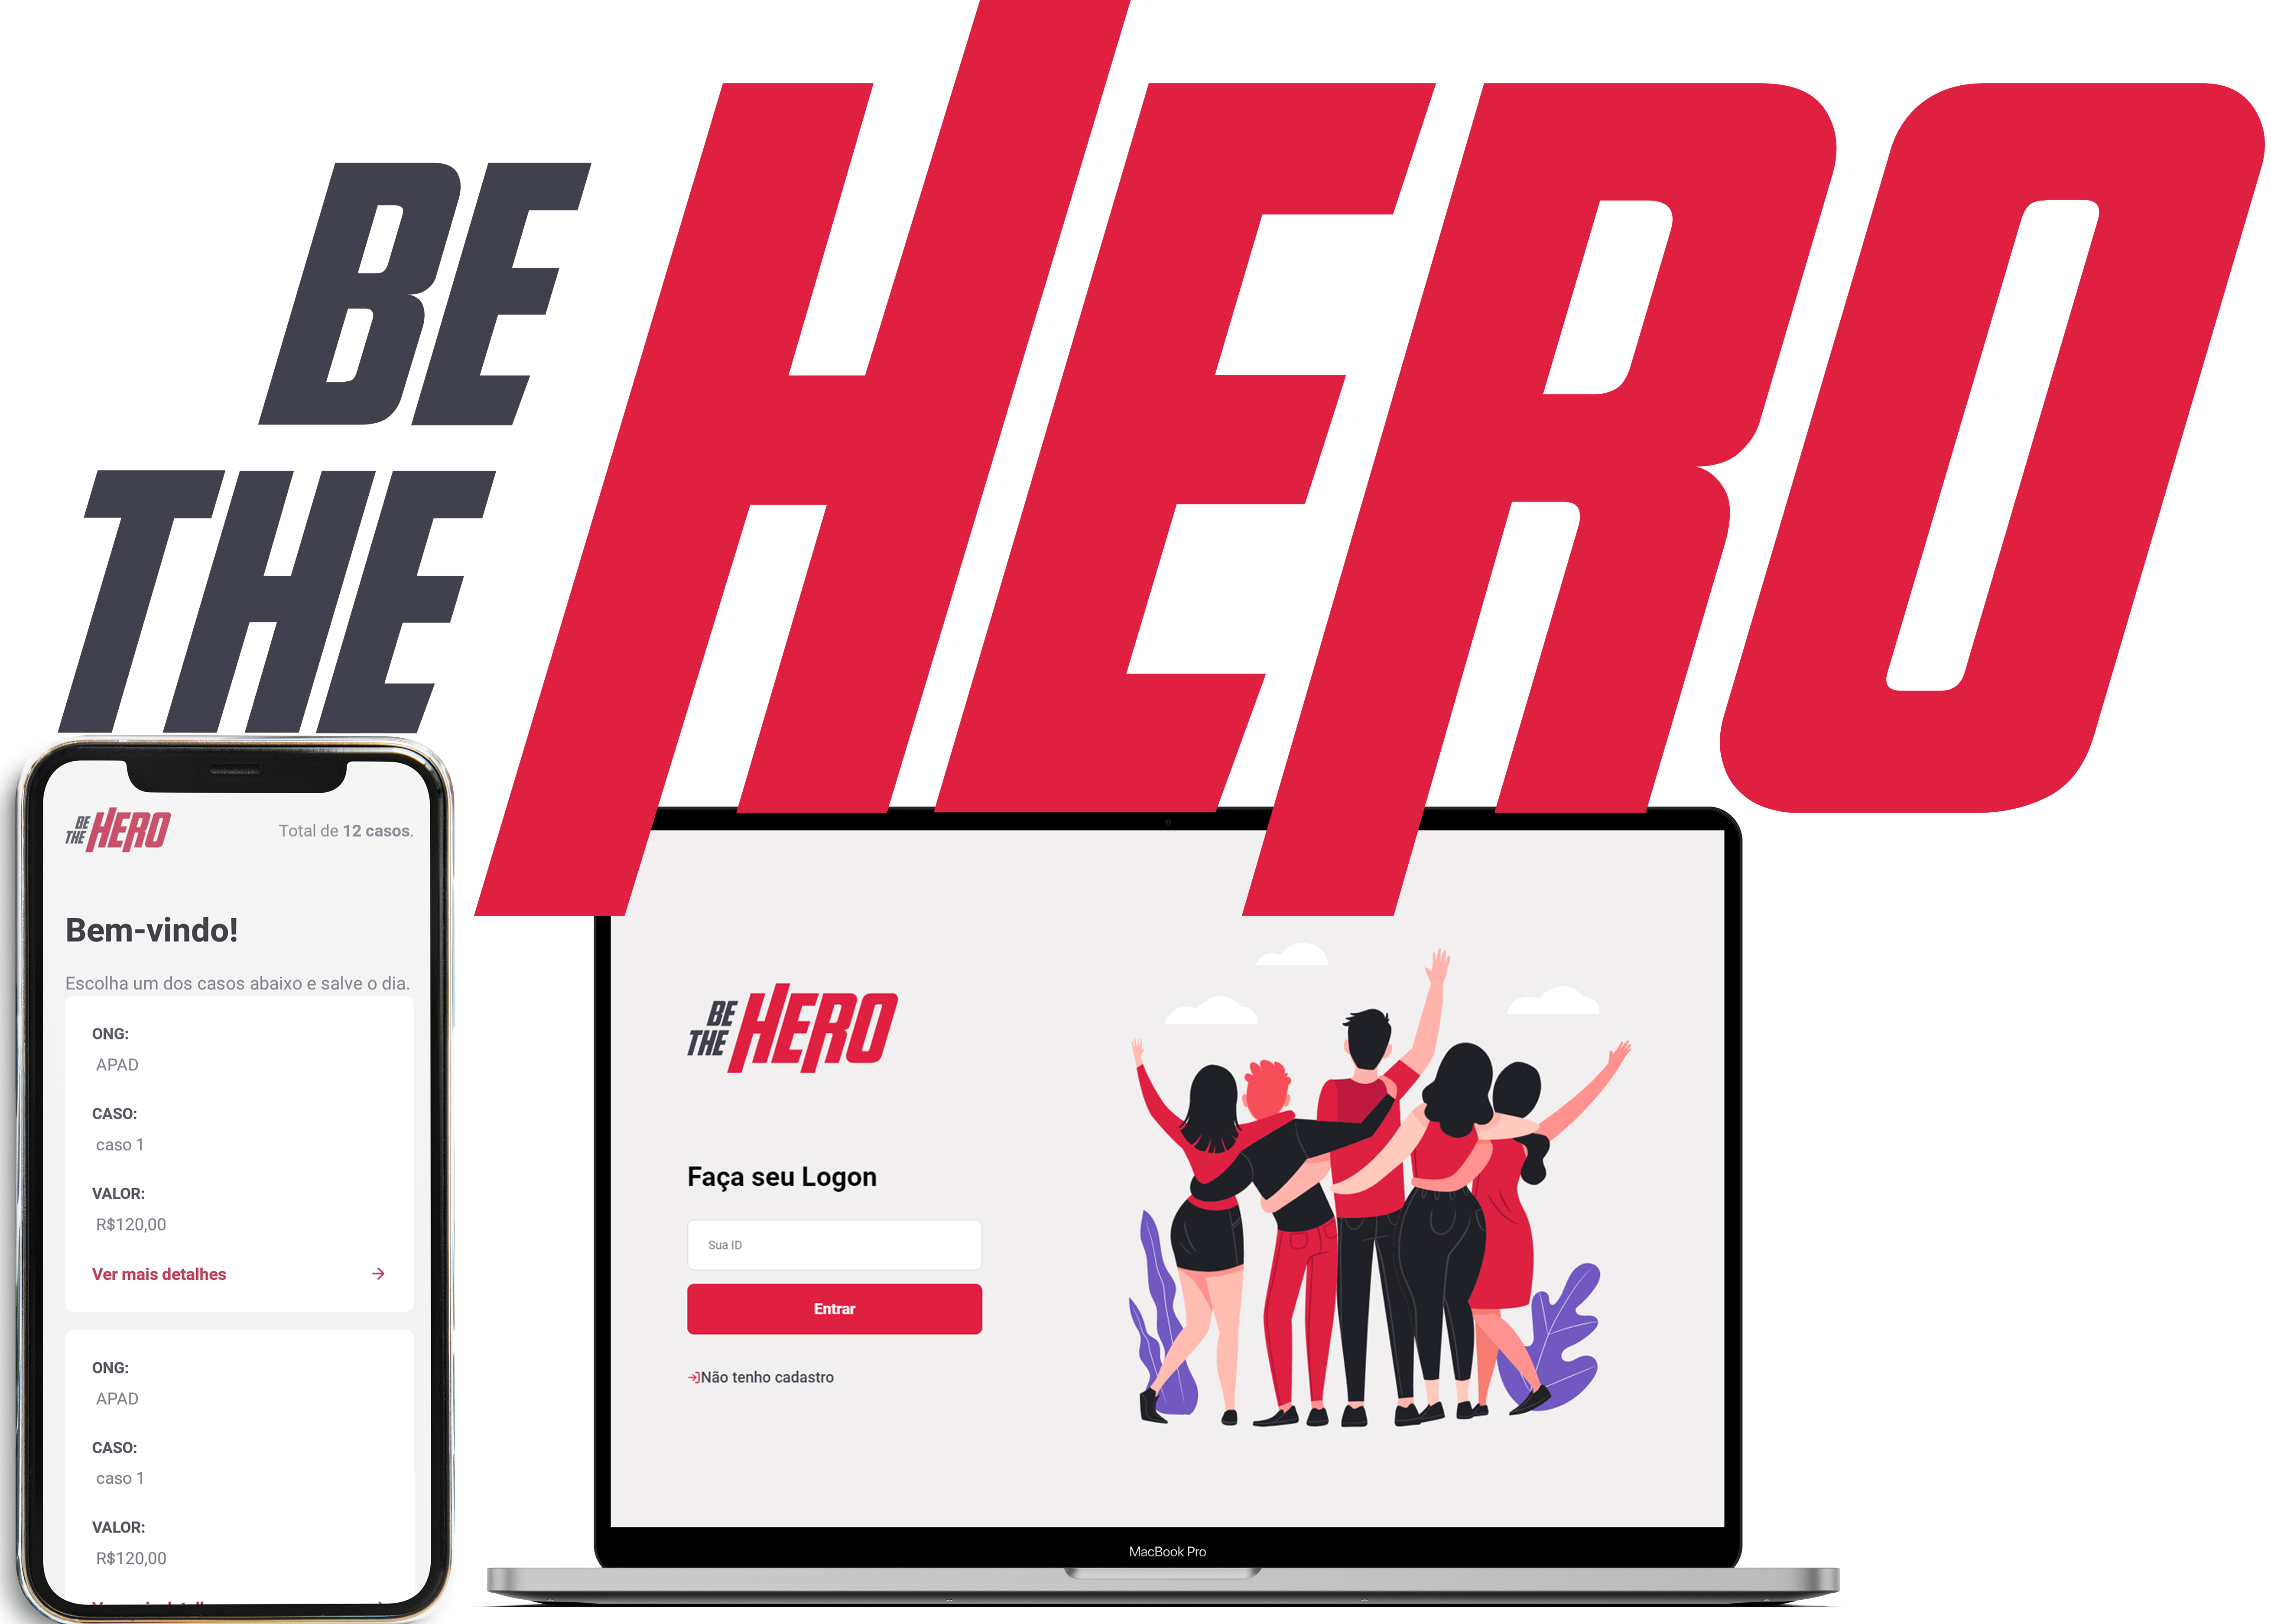 BE
THE
HERO
BE
THE
HERO
Total de 12 casos.
Bem-vindo!
Escolha um dos casos abaixo e salve o dia.
ONG:
APAD
CASO:
caso 1
VALOR:
R$120,00
Ver mais detalhes
ONG:
APAD
CASO:
caso 1
VALOR:
R$120,00
BE
THE
HERO
Faça seu Logon
Sua ID
Entrar
Não tenho cadastro
MacBook Pro